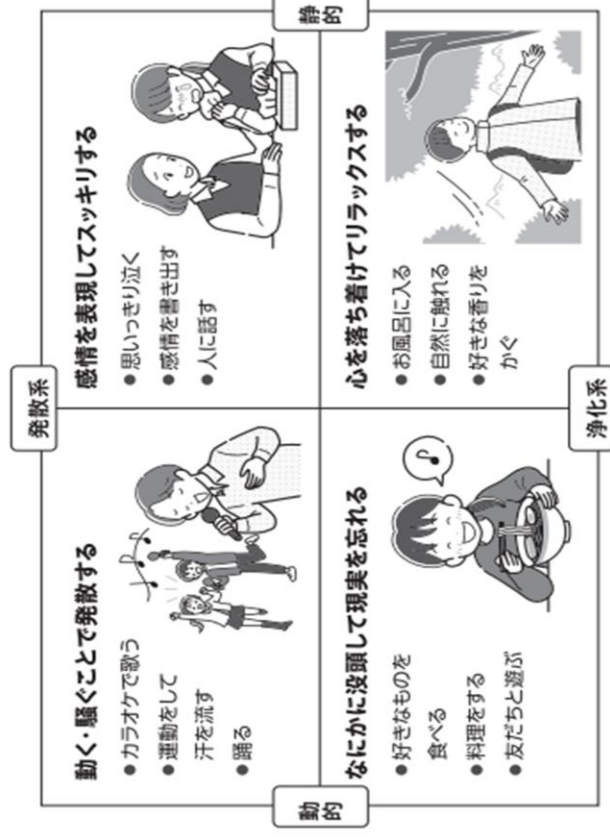 発散系
動的
静的
浄化系
動く・騒ぐことで発散する
●カラオケで歌う
●運動をして
汗を流す
●踊る
感情を表現してスッキリする
●思いっきり泣く
●感情を書き出す
●人に話す
なにかに没頭して現実を忘れる
●好きなものを
食べる
●料理をする
●友だちと遊ぶ
心を落ち着けてリラックスする
●お風呂に入る
●自然に触れる
●好きな香りを
かぐ